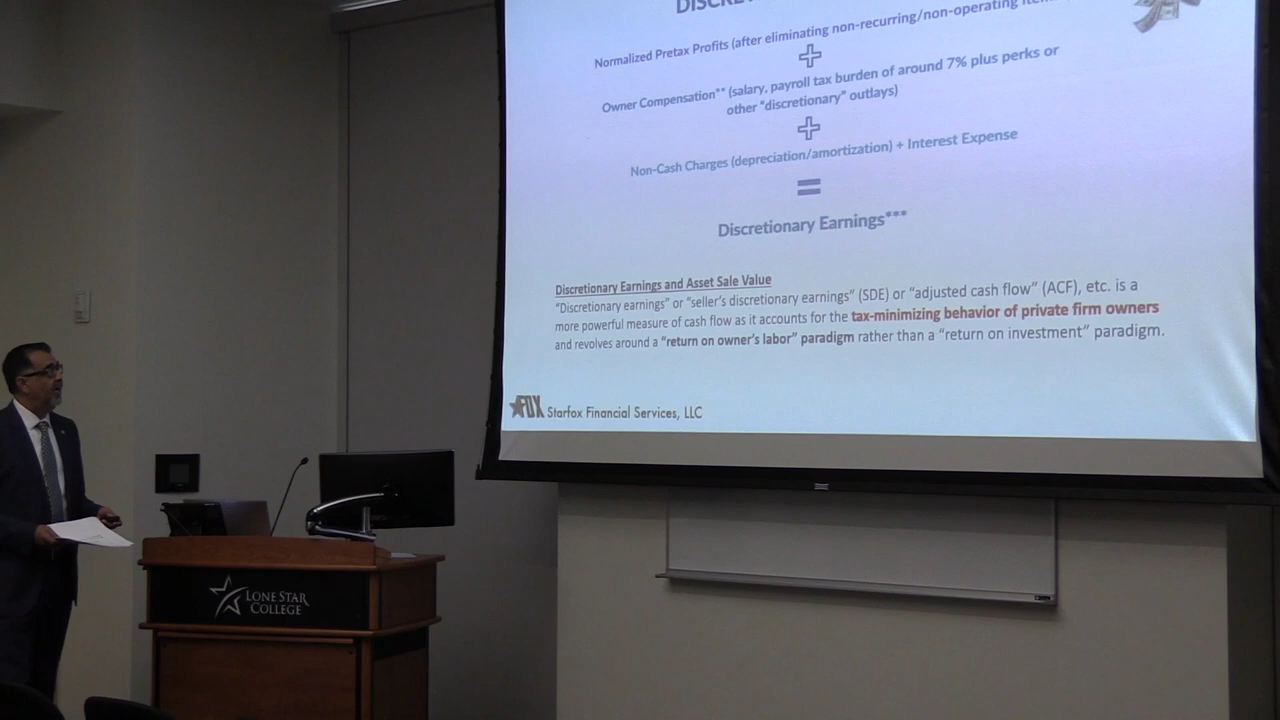 Normalized Pretax Profits (after eliminating non-recurring/non-operating
Owner Compensation** (salary, payroll tax burden of around 7% plus perks or
other "discretionary" outlays)
Non-Cash Charges (depreciation/amortization) + Interest Expense
=
Discretionary Earnings***
Discretionary Earnings and Asset Sale Value
"Discretionary earnings" or "seller's discretionary earnings" (SDE) or "adjusted cash flow" (ACF), etc. is a
more powerful measure of cash flow as it accounts for the tax-minimizing behavior of private firm owners
and revolves around a "return on owner's labor" paradigm rather than a "return on investment" paradigm.
FOX Starfox Financial Services, LLC
LONE STAR
COLLEGE